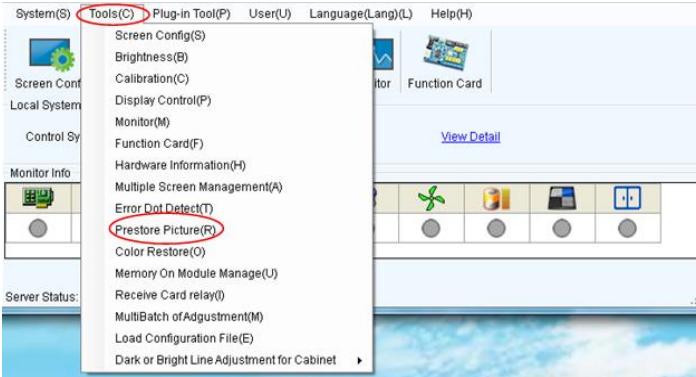 System(S) Tools(C) Plug-in Tool(P) User(U) Language(Lang)(L) Help(H)
Screen Config(S)
Brightness(B)
Calibration(C)
Screen Conf
itor
Function Card
Display Control(P)
Local System
Monitor(M)
Control Sy
View Detail
Function Card(F)
Hardware Information(H)
Monitor Info
Multiple Screen Management(A)
Error Dot Detect(T)
Prestore Picture(R)
Color Restore(O)
Memory On Module Manage(U)
Server Status:
Receive Card relay(I)
MultiBatch of Adgustment(M)
Load Configuration File(E)
Dark or Bright Line Adjustment for Cabinet